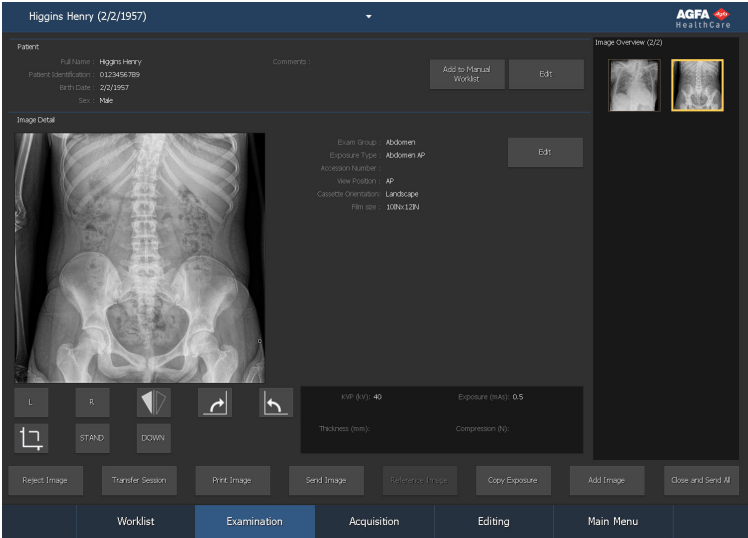 Higgins Henry (2/2/1957)
AGFA Agfa
HealthCare
Patient
Full Name : Higgins Henry
Comments :
Patient Identification : 0123456789
Birth Date : 2/2/1957
Sex : Male
Add to Manual
Worklist
Edit
Image Overview (2/2)
Image Detail
Exam Group : Abdomen
Exposure Type : Abdomen AP
Accession Number :
View Position : AP
Cassette Orientation: Landscape
Film size : 10INx12IN
Edit
L
R
STAND
DOWN
KVP (kV): 40
Exposure (mAs): 0.5
Thickness (mm):
Compression (N):
Reject Image
Transfer Session
Print Image
Send Image
Reference Image
Copy Exposure
Add Image
Close and Send All
Worklist
Examination
Acquisition
Editing
Main Menu